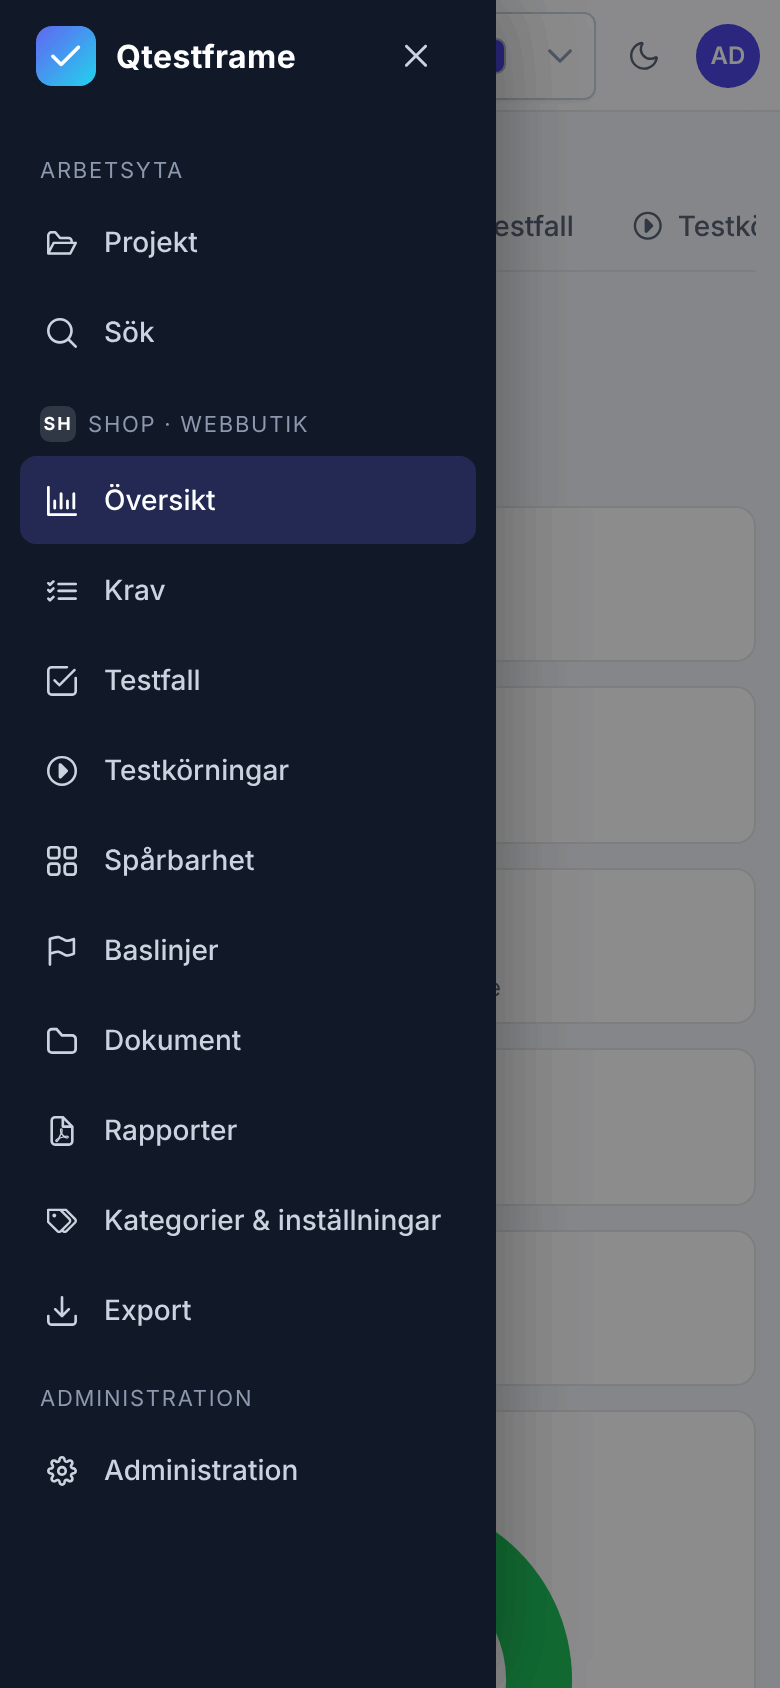 Qtestframe
AD
ARBETSYTA
Projekt
estfall
Sök
SH SHOP · WEBBUTIK
Översikt
Krav
Testfall
Testkörningar
Spårbarhet
Baslinjer
Dokument
Rapporter
Kategorier & inställningar
Export
ADMINISTRATION
Administration